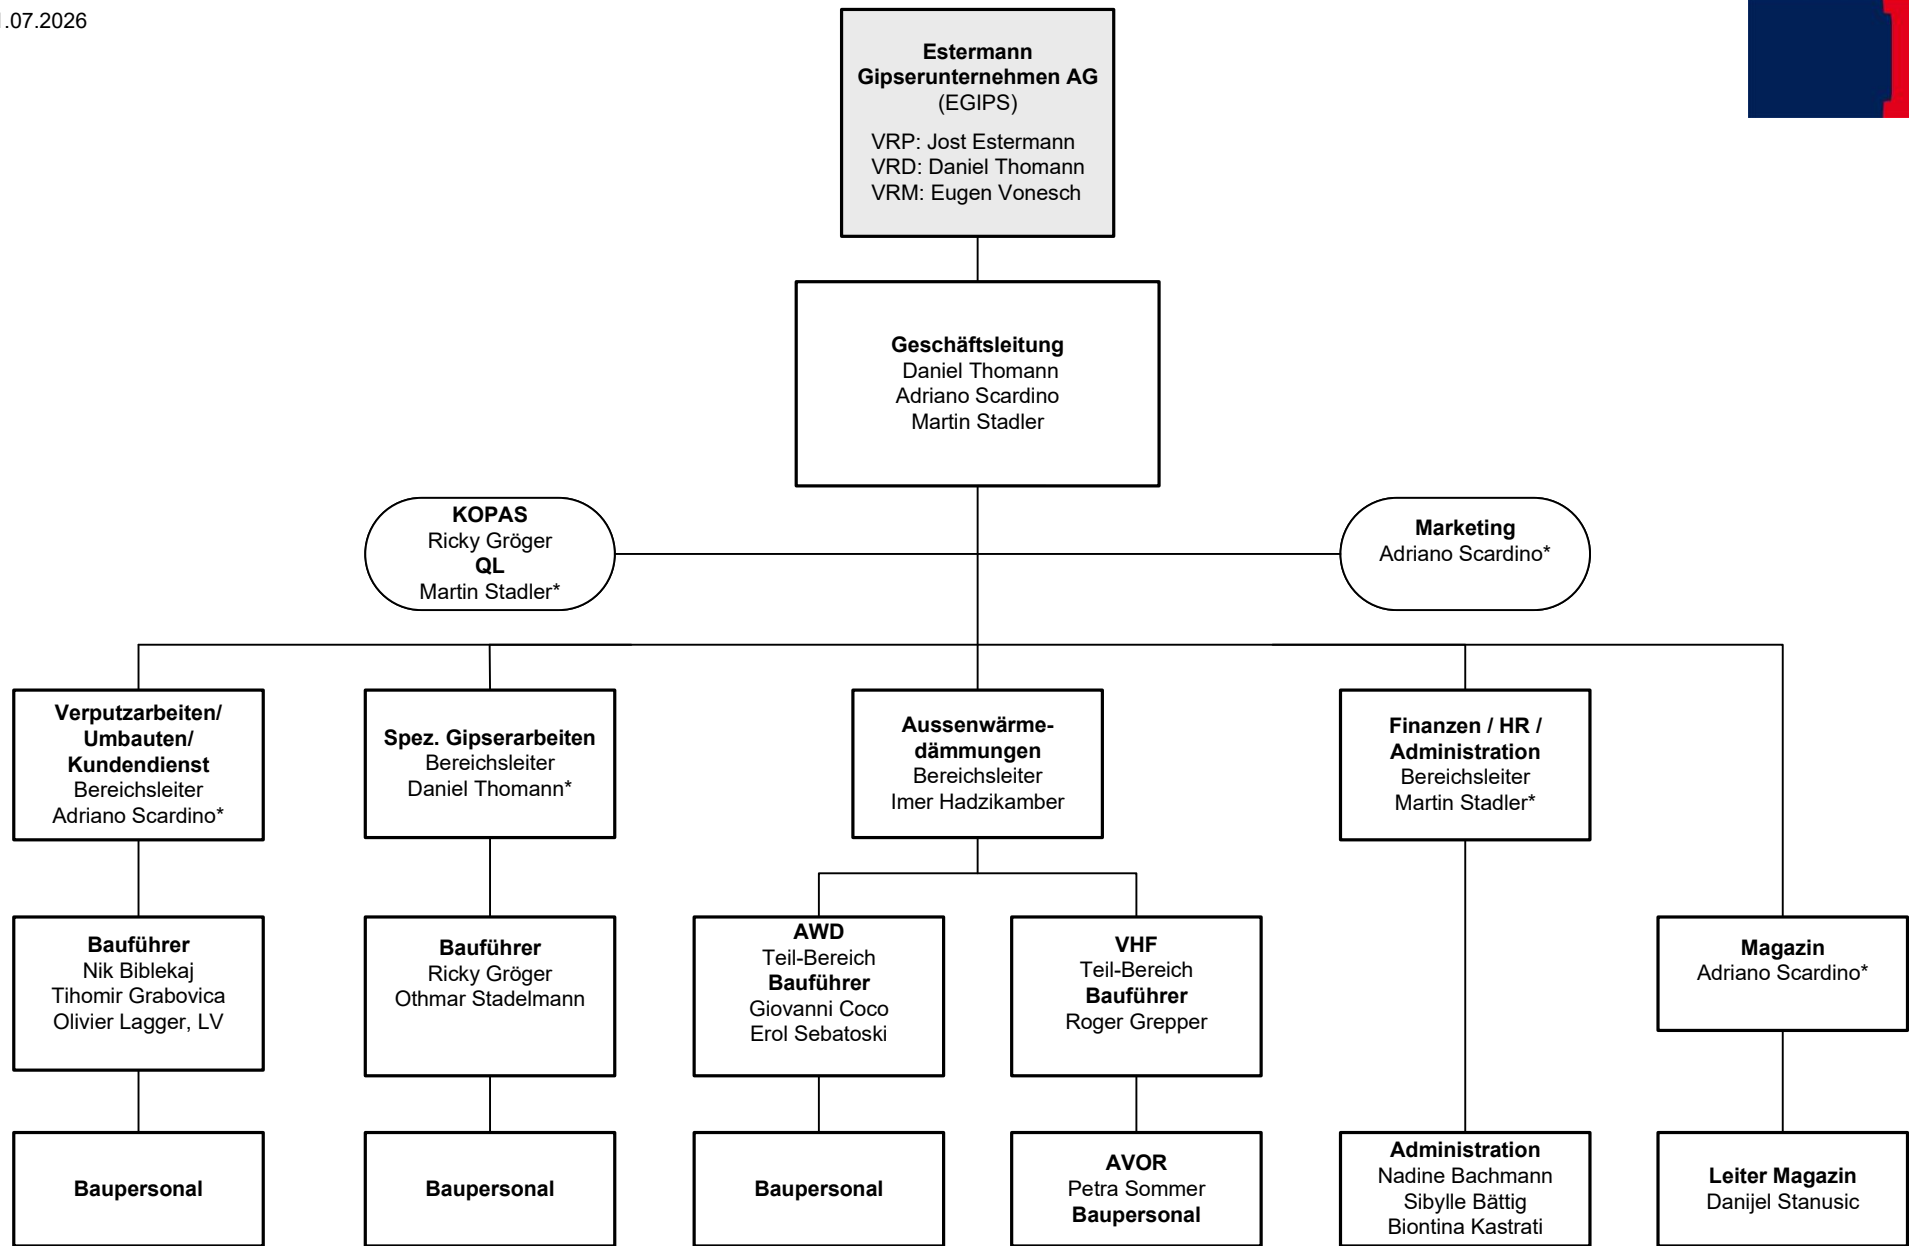 .07.2026
Estermann
Gipserunternehmen AG
(EGIPS)
VRP: Jost Estermann
VRD: Daniel Thomann
VRM: Eugen Vonesch
Geschäftsleitung
Daniel Thomann
Adriano Scardino
Martin Stadler
KOPAS
Ricky Gröger
QL
Martin Stadler*
Marketing
Adriano Scardino*
Verputzarbeiten/
Umbauten/
Kundendienst
Bereichsleiter
Adriano Scardino*
Spez. Gipserarbeiten
Bereichsleiter
Daniel Thomann*
Aussenwärme-
dämmungen
Bereichsleiter
Imer Hadzikamber
Finanzen / HR /
Administration
Bereichsleiter
Martin Stadler*
Bauführer
Nik Biblekaj
Tihomir Grabovica
Olivier Lagger, LV
Bauführer
Ricky Gröger
Othmar Stadelmann
AWD
Teil-Bereich
Bauführer
Giovanni Coco
Erol Sebatoski
VHF
Teil-Bereich
Bauführer
Roger Grepper
Magazin
Adriano Scardino*
Baupersonal
Baupersonal
Baupersonal
AVOR
Petra Sommer
Baupersonal
Administration
Nadine Bachmann
Sibylle Bättig
Biontina Kastrati
Leiter Magazin
Danijel Stanusic